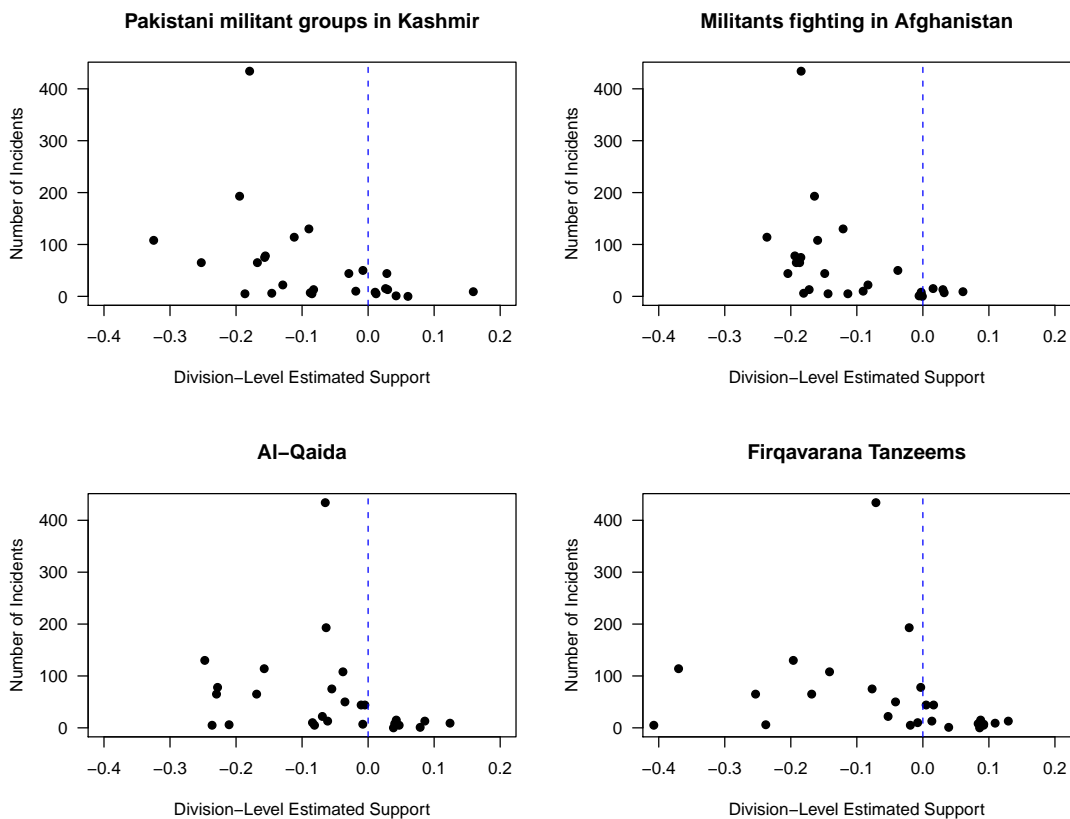 Pakistani militant groups in Kashmir
Number of Incidents
400
300
200
100
0
−0.4 −0.3 −0.2 −0.1 0.0 0.1 0.2
Division−Level Estimated Support
Militants fighting in Afghanistan
Number of Incidents
400
300
200
100
0
−0.4 −0.3 −0.2 −0.1 0.0 0.1 0.2
Division−Level Estimated Support
Al−Qaida
Number of Incidents
400
300
200
100
0
−0.4 −0.3 −0.2 −0.1 0.0 0.1 0.2
Division−Level Estimated Support
Firqavarana Tanzeems
Number of Incidents
400
300
200
100
0
−0.4 −0.3 −0.2 −0.1 0.0 0.1 0.2
Division−Level Estimated Support